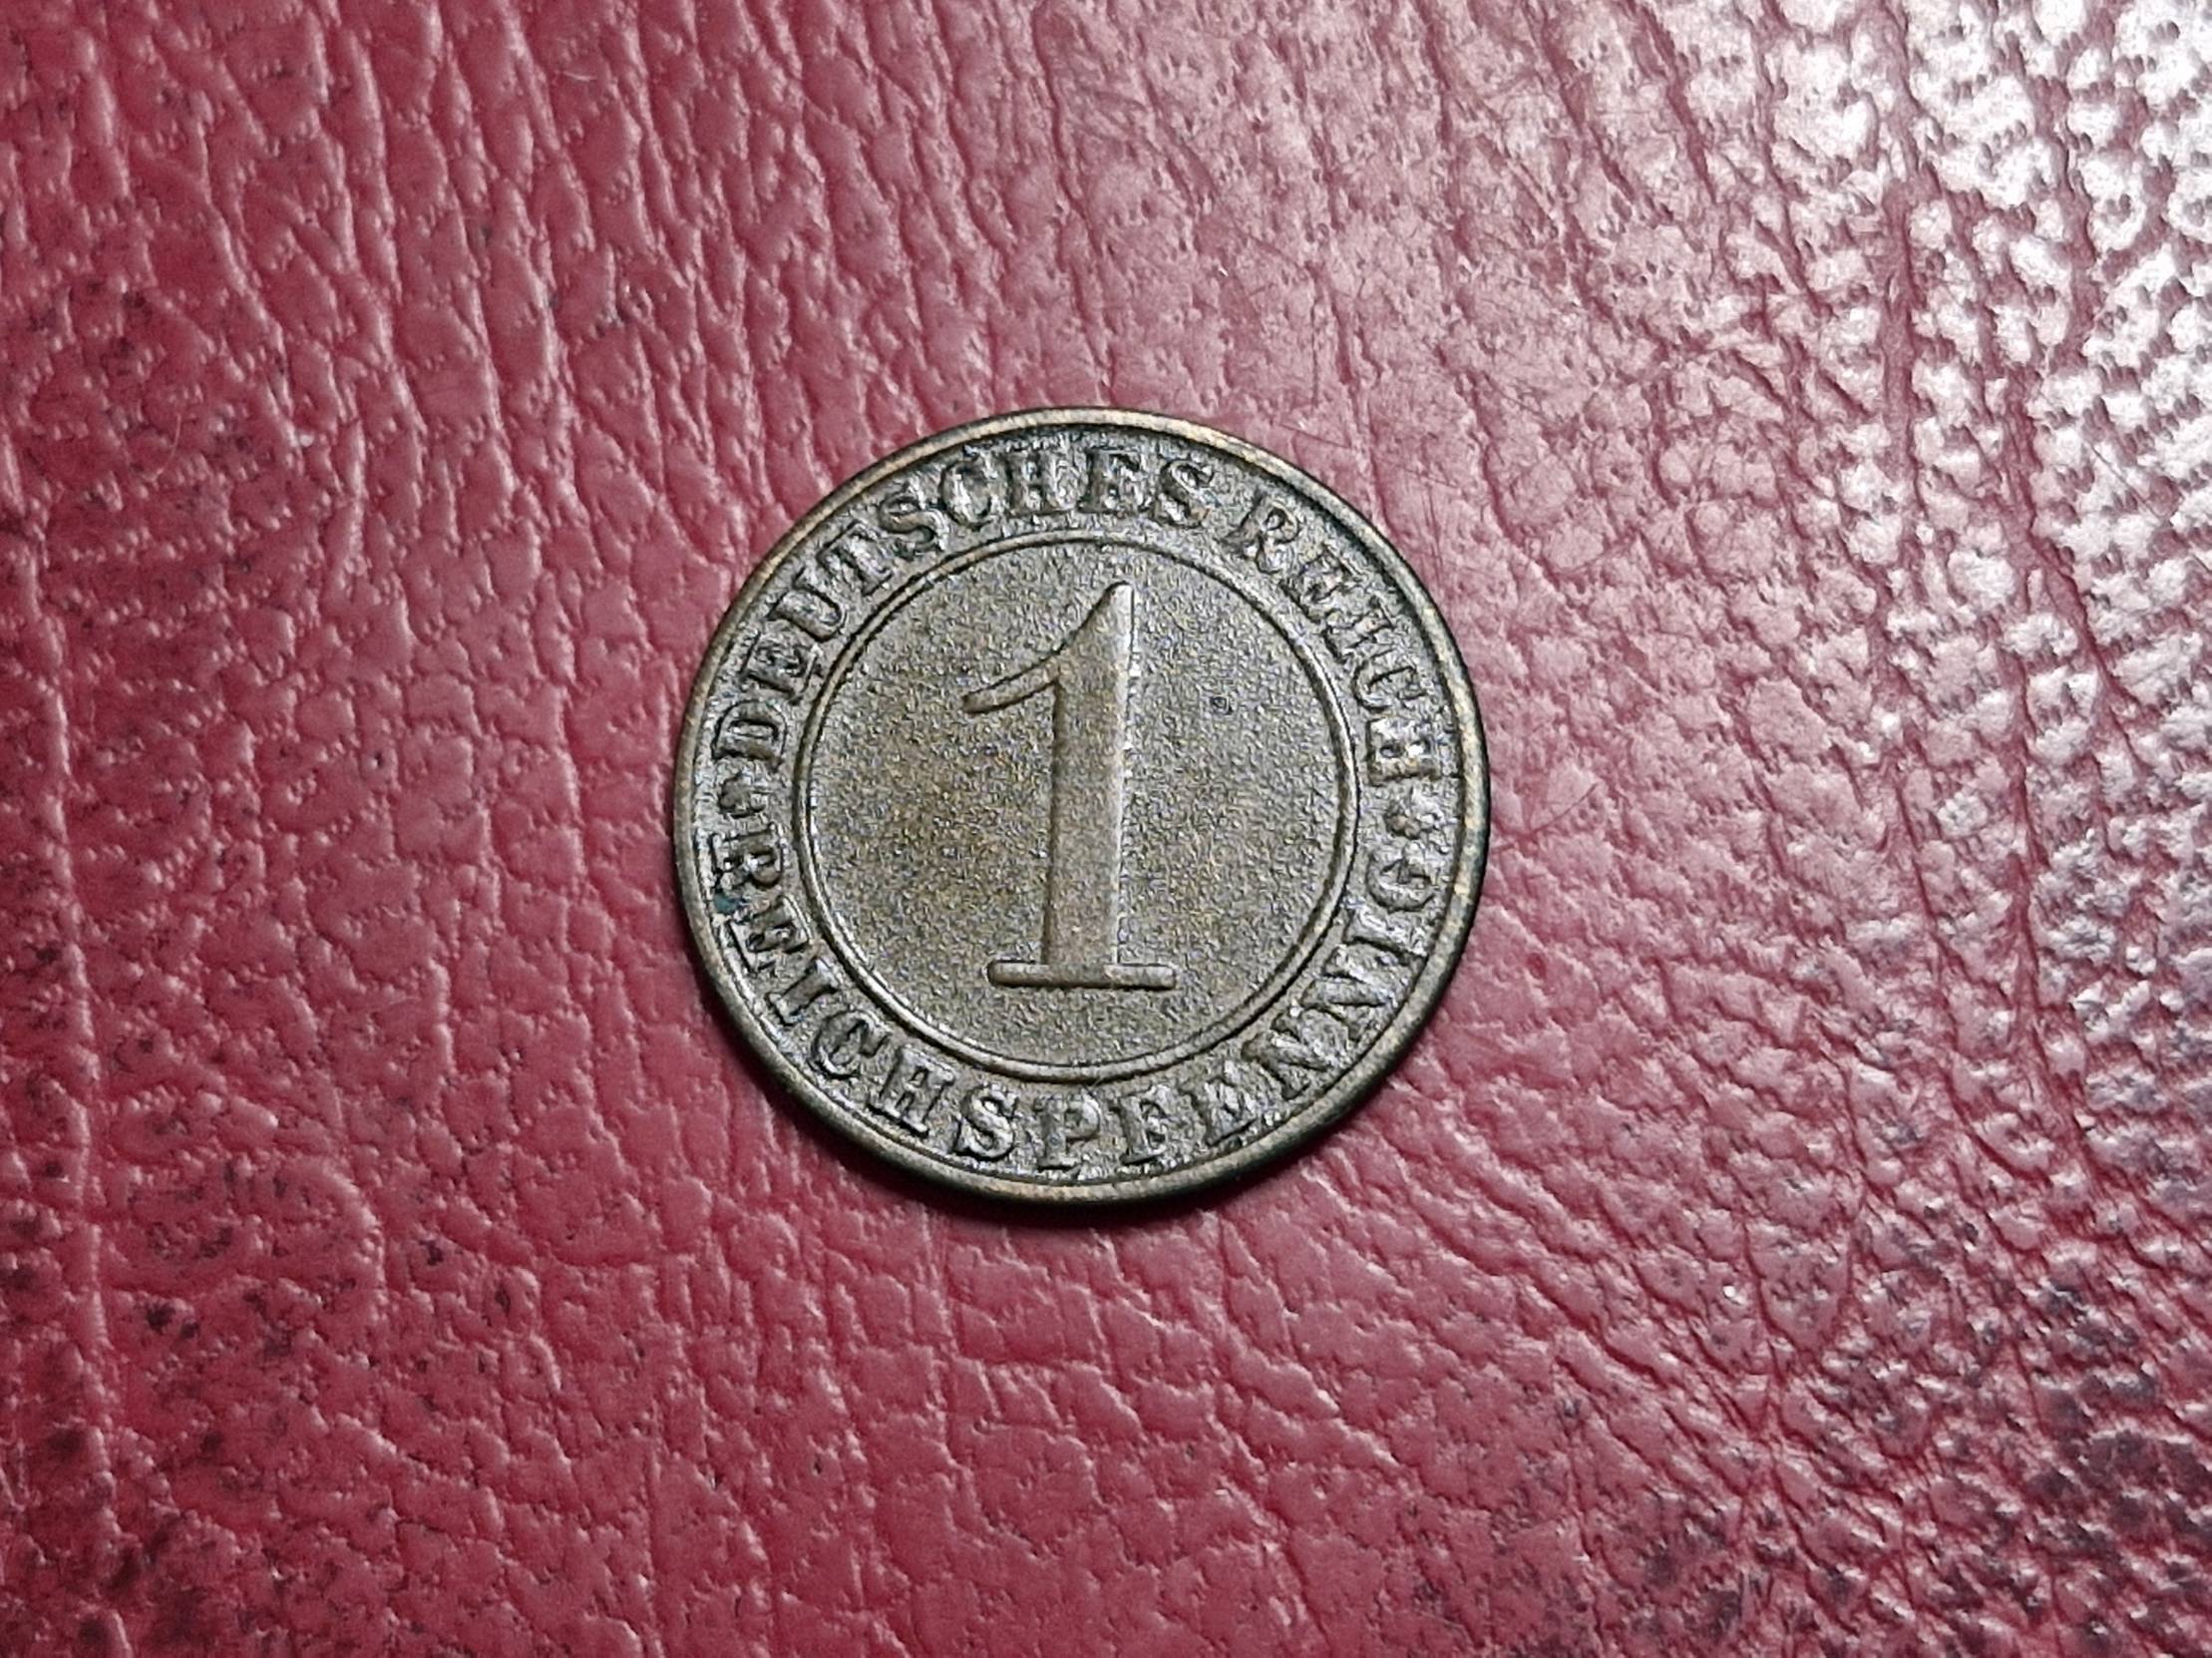 DEUTSCHES REICH
1
REICHSPFENNIG